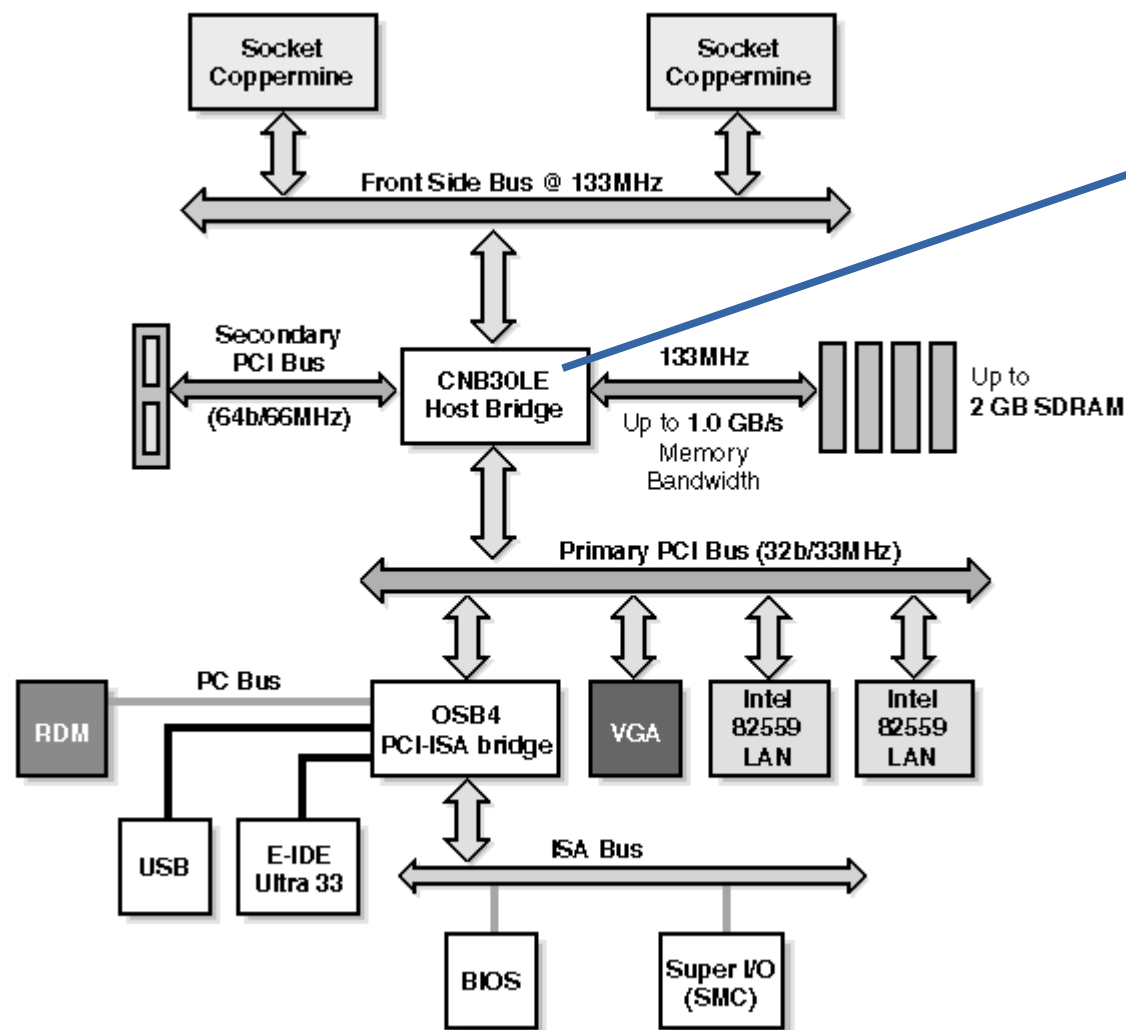 Socket
Coppermine
Socket
Coppermine
Front Side Bus @ 133MHz
Secondary
PCI Bus
(64b/66MHz)
CNB30LE
Host Bridge
133MHz
Up to 1.0 GB/s
Memory
Bandwidth
Up to
2 GB SDRAM
Primary PCI Bus (32b/33MHz)
PC Bus
RDM
OSB4
PCI-ISA bridge
VGA
Intel
82559
LAN
Intel
82559
LAN
USB
E-IDE
Ultra 33
ISA Bus
BIOS
Super I/O
(SMC)